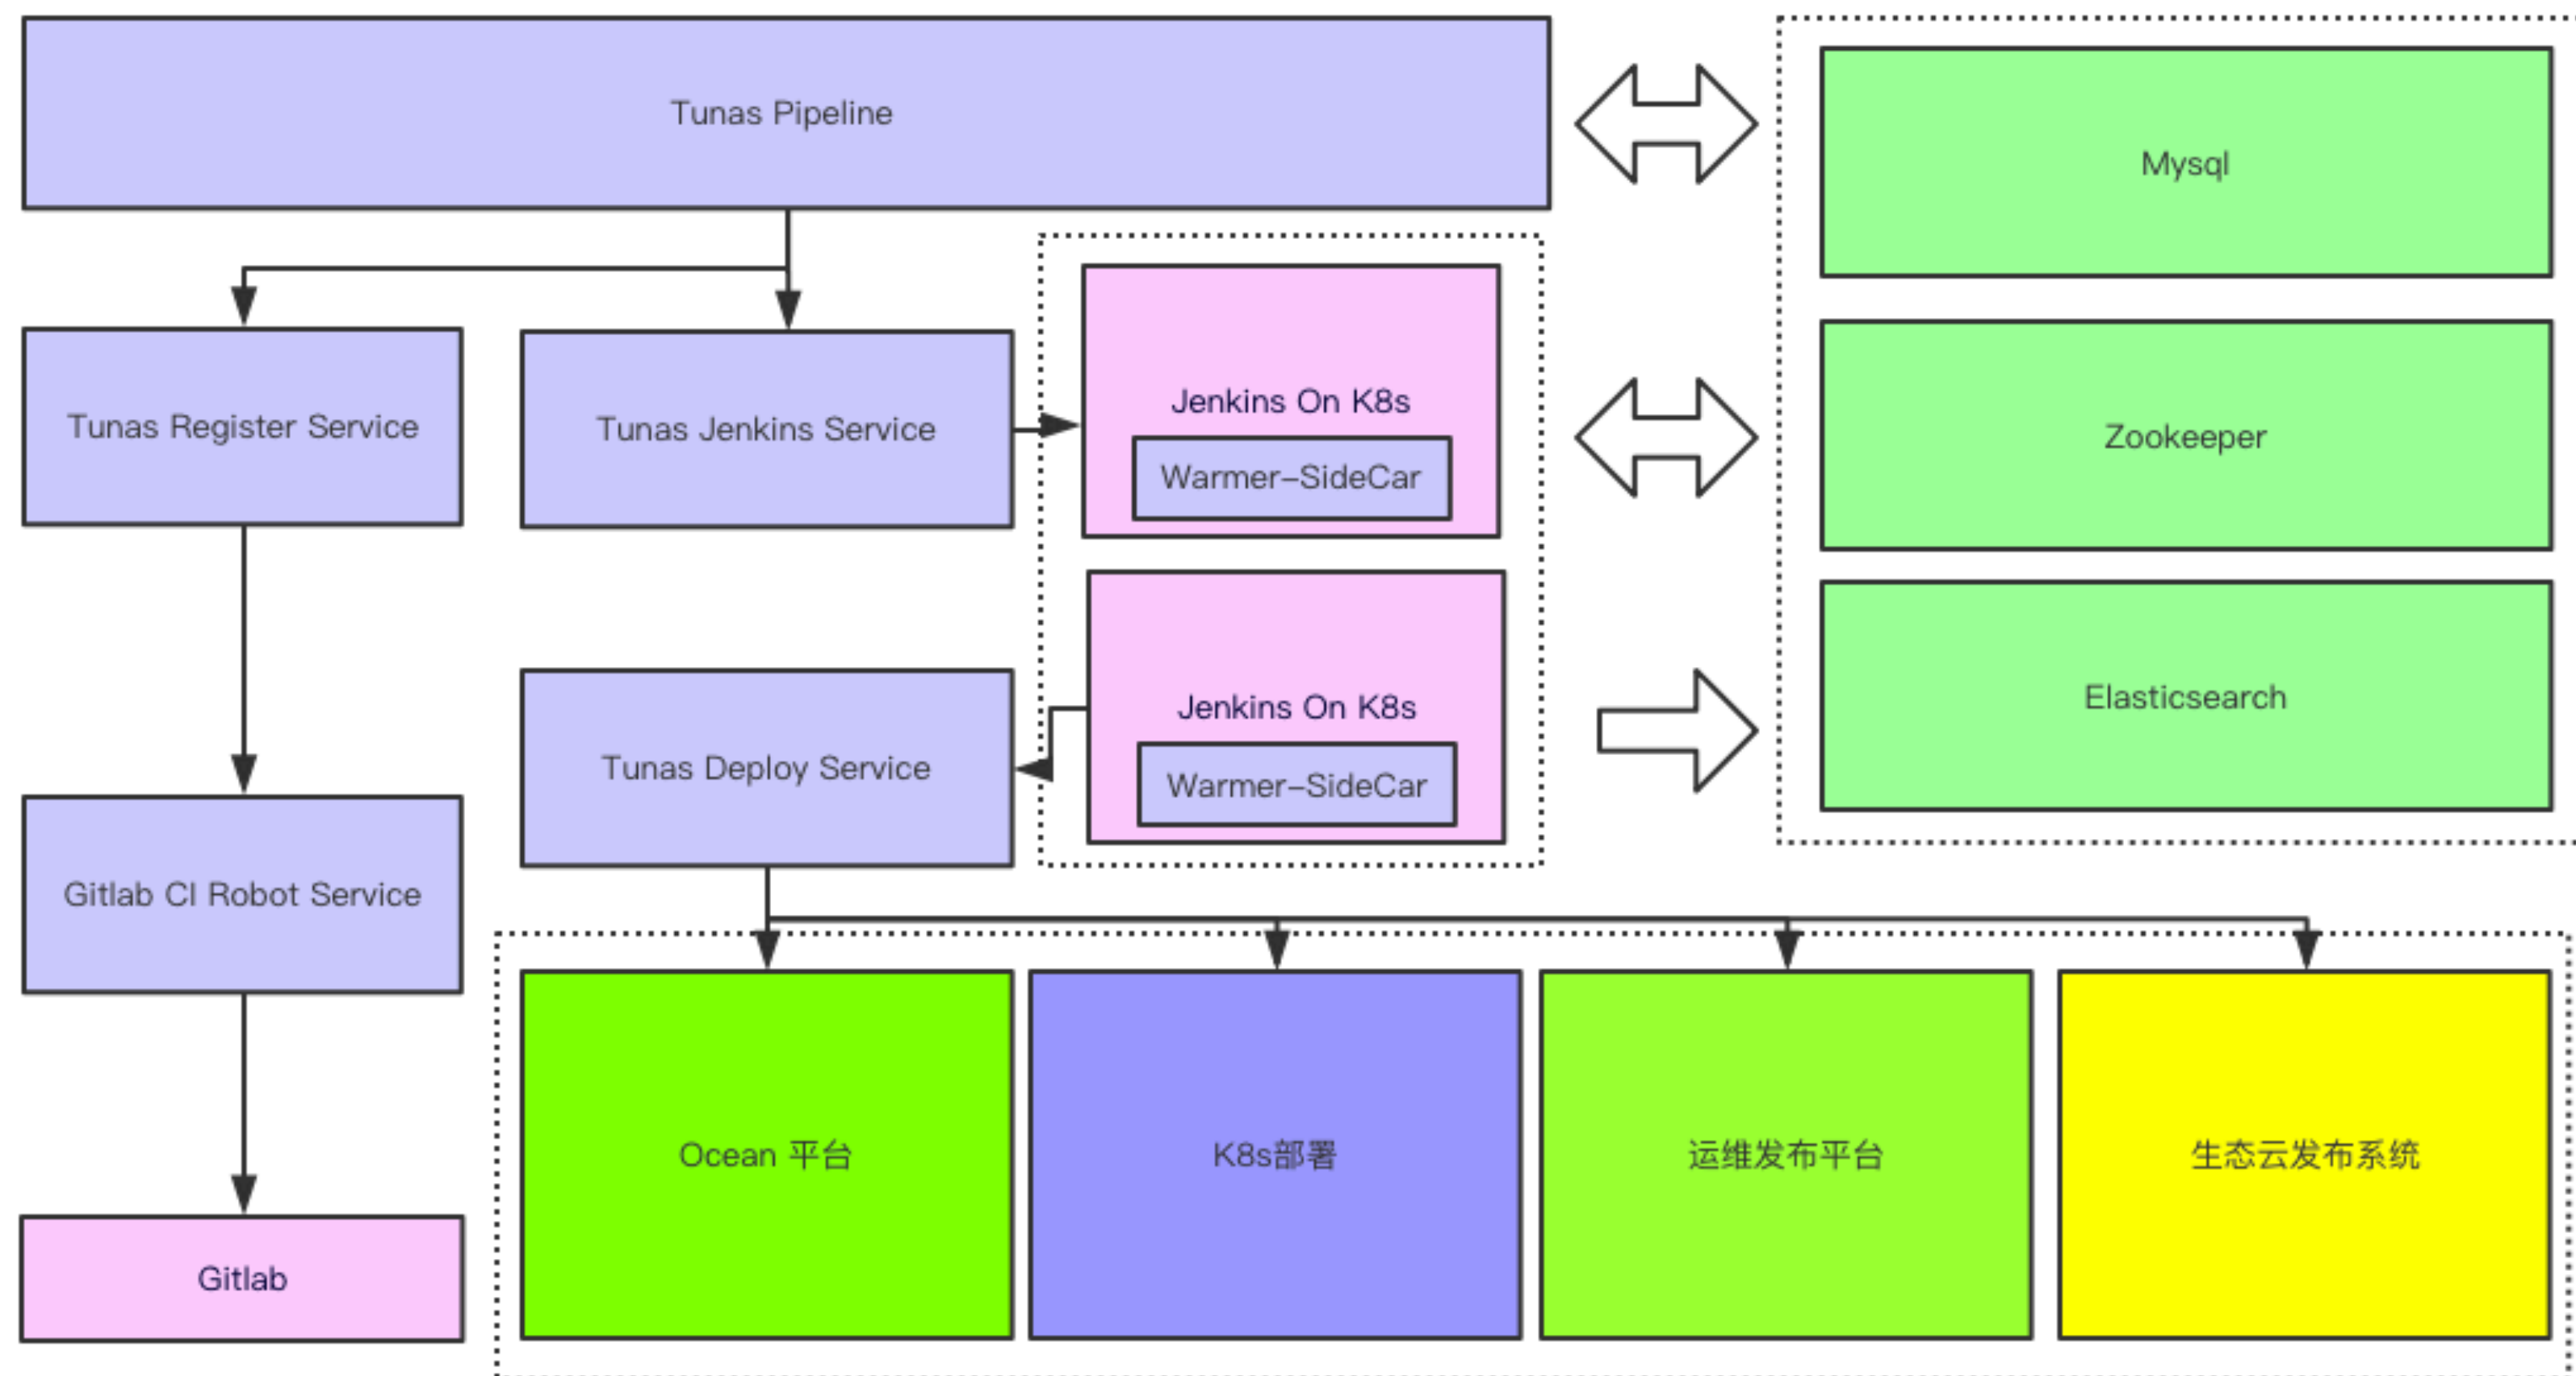 Tunas Pipeline
Mysql
Tunas Register Service
Tunas Jenkins Service
Jenkins On K8s
Warmer–SideCar
Zookeeper
Jenkins On K8s
Warmer–SideCar
Elasticsearch
Tunas Deploy Service
Gitlab CI Robot Service
Ocean 平台
K8s部署
运维发布平台
生态云发布系统
Gitlab